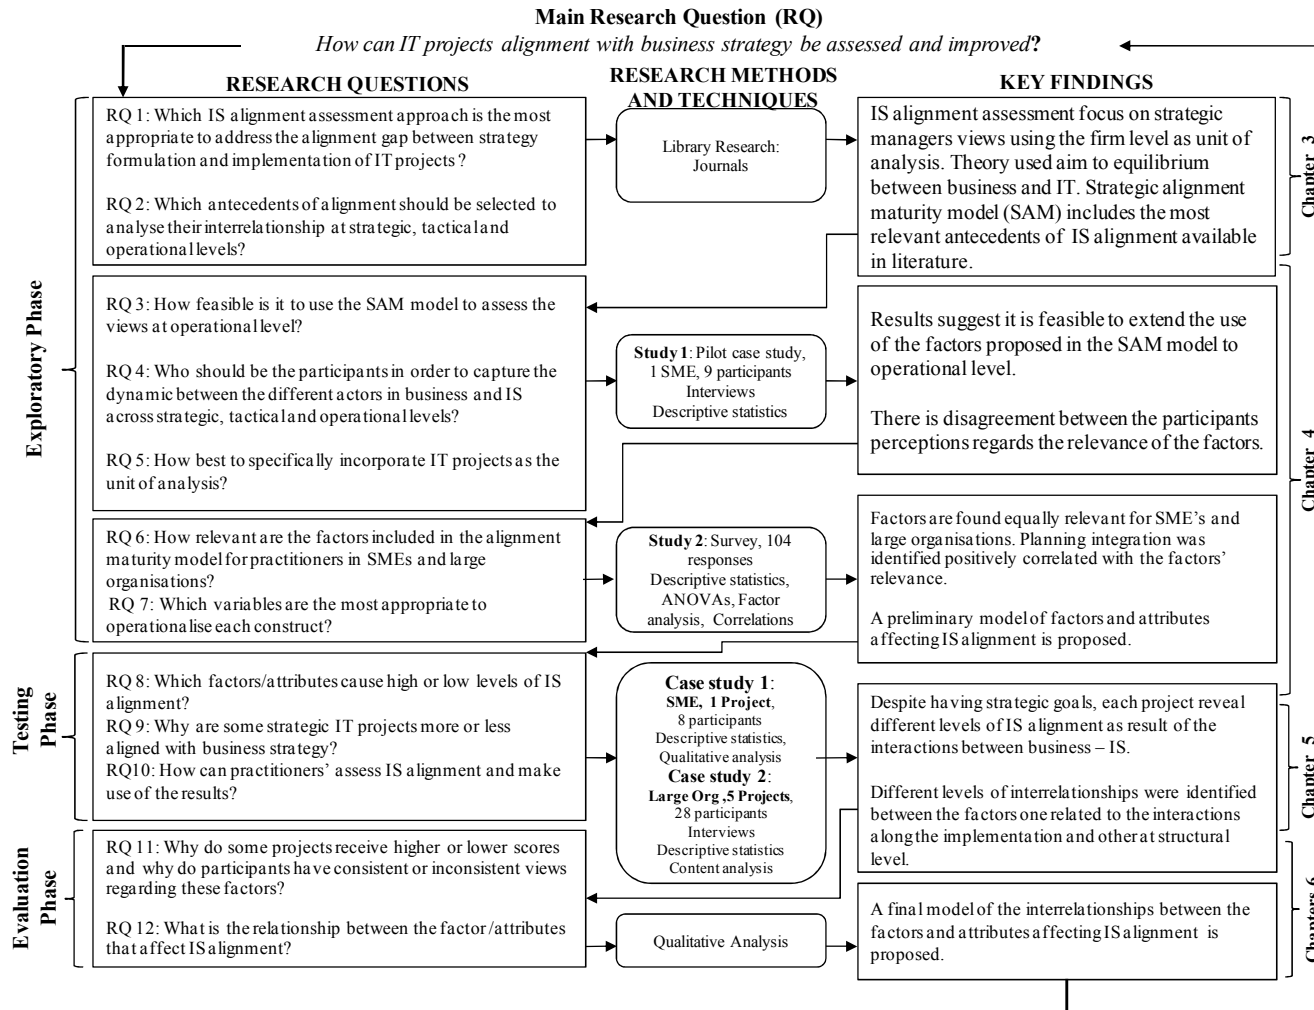 Main Research Question (RQ)
How can IT projects alignment with business strategy be assessed and improved?
RESEARCH QUESTIONS
RESEARCH METHODS
AND TECHNIQUES
KEY FINDINGS
Exploratory Phase
RQ 1: Which IS alignment assessment approach is the most
appropriate to address the alignment gap between strategy
formulation and implementation of IT projects ?
RQ 2: Which antecedents of alignment should be selected to
analyse their interrelationship at strategic, tactical and
operational levels?
Library Research:
Journals
IS alignment assessment focus on strategic
managers views using the firm level as unit of
analysis. Theory used aim to equilibrium
between business and IT. Strategic alignment
maturity model (SAM) includes the most
relevant antecedents of IS alignment available
in literature.
Chapter 3
RQ 3: How feasible is it to use the SAM model to assess the
views at operational level?
RQ 4: Who should be the participants in order to capture the
dynamic between the different actors in business and IS
across strategic, tactical and operational levels?
RQ 5: How best to specifically incorporate IT projects as the
unit of analysis?
Study 1: Pilot case study,
1 SME, 9 participants
Interviews
Descriptive statistics
Results suggest it is feasible to extend the use
of the factors proposed in the SAM model to
operational level.
There is disagreement between the participants
perceptions regards the relevance of the factors.
Chapter 4
RQ 6: How relevant are the factors included in the alignment
maturity model for practitioners in SMEs and large
organisations?
RQ 7: Which variables are the most appropriate to
operationalise each construct?
Study 2: Survey, 104
responses
Descriptive statistics,
ANOVAs, Factor
analysis, Correlations
Factors are found equally relevant for SME's and
large organisations. Planning integration was
identified positively correlated with the factors'
relevance.
A preliminary model of factors and attributes
affecting IS alignment is proposed.
Testing
Phase
RQ 8: Which factors/attributes cause high or low levels of IS
alignment?
RQ 9: Why are some strategic IT projects more or less
aligned with business strategy?
RQ10: How can practitioners' assess IS alignment and make
use of the results?
Case study 1:
SME, 1 Project,
8 participants
Descriptive statistics,
Qualitative analysis
Case study 2:
Large Org ,5 Projects,
28 participants
Interviews
Descriptive statistics
Content analysis
Despite having strategic goals, each project reveal
different levels of IS alignment as result of the
interactions between business – IS.
Different levels of interrelationships were identified
between the factors one related to the interactions
along the implementation and other at structural
level.
Chapter 5
Evaluation
Phase
RQ 11: Why do some projects receive higher or lower scores
and why do participants have consistent or inconsistent views
regarding these factors?
RQ 12: What is the relationship between the factor /attributes
that affect IS alignment?
Qualitative Analysis
A final model of the interrelationships between the
factors and attributes affecting IS alignment is
proposed.
Chapters 6